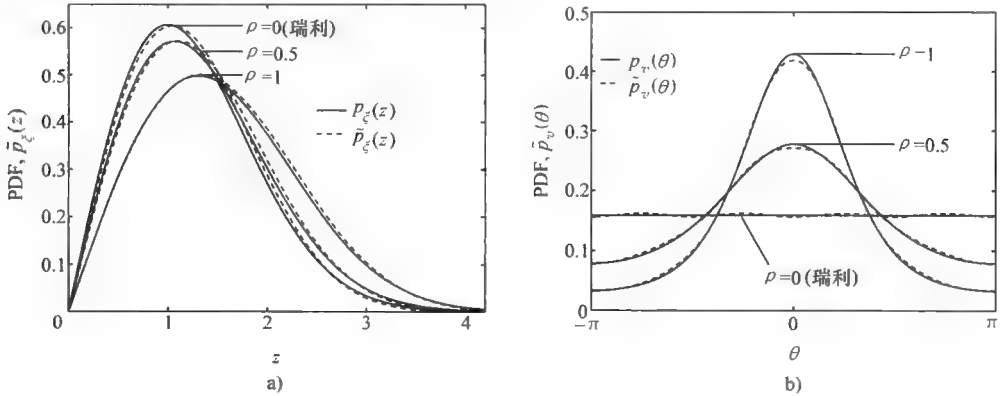 PDF, p̃_ξ(z)
0.6
0.5
0.4
0.3
0.2
0.1
0
1
2
3
4
z
ρ=0(瑞利)
ρ=0.5
ρ=1
p_ξ(z)
p̃_ξ(z)
a)
PDF, p̃_υ(θ)
0.5
0.4
0.3
0.2
0.1
0
−π
0
π
θ
p_υ(θ)
p̃_υ(θ)
ρ=1
ρ=0.5
ρ=0(瑞利)
b)